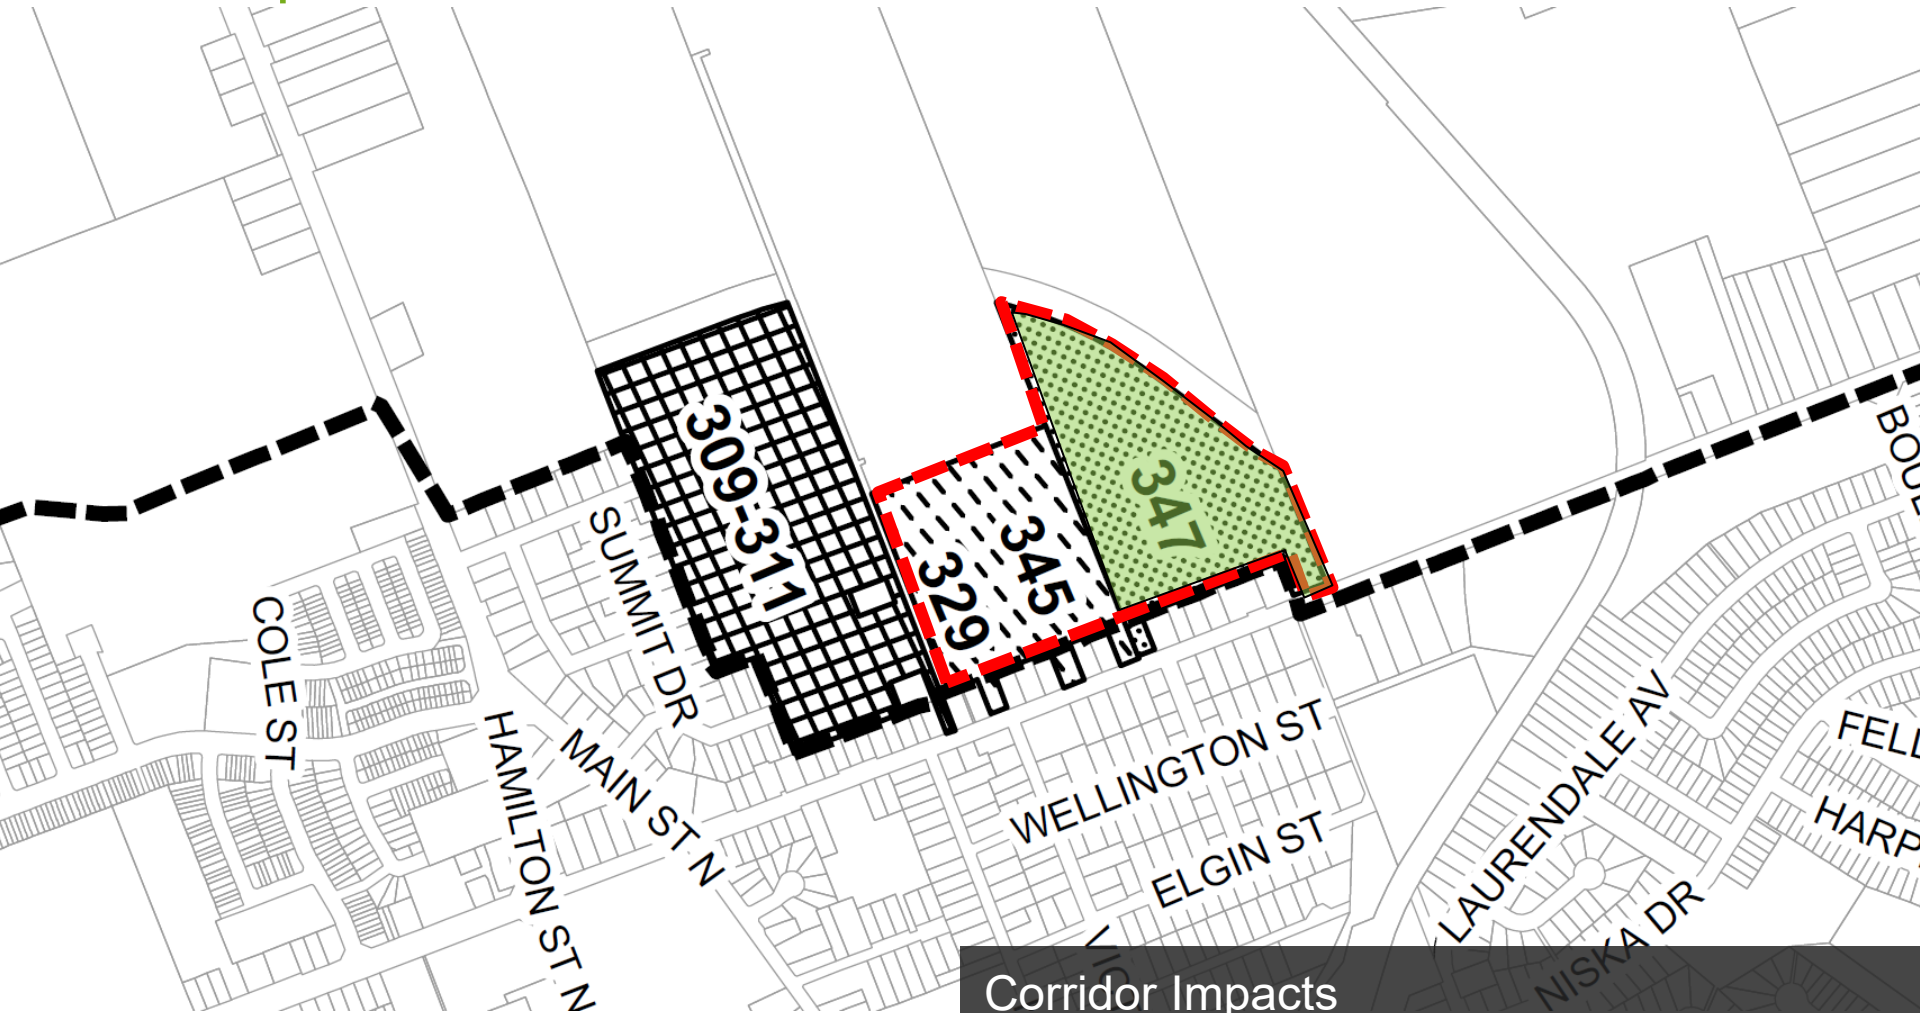 309-311
345
329
347
SUMMIT DR
COLE ST
HAMILTON ST N
MAIN ST N
WELLINGTON ST
ELGIN ST
LAURENDALE AV
NISKA DR
Corridor Impacts